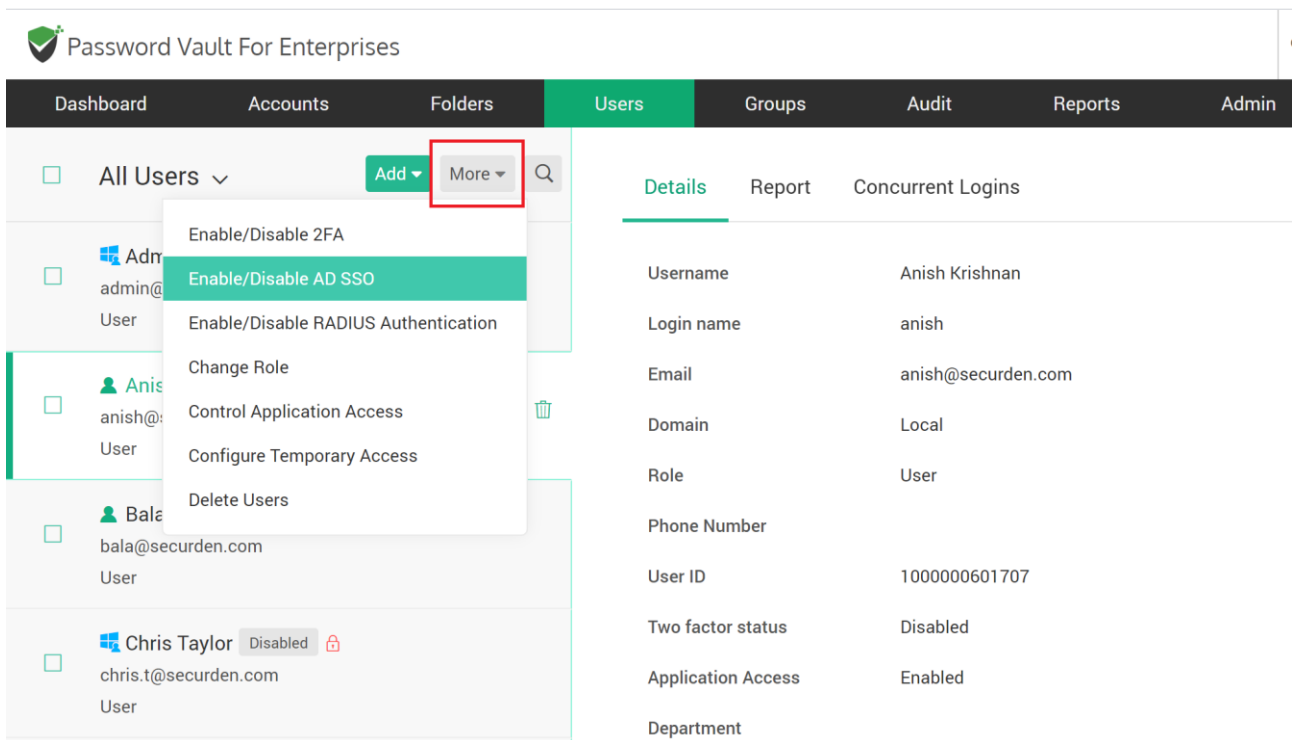 Password Vault For Enterprises
Dashboard Accounts Folders Users Groups Audit Reports Admin
All Users Add More
Enable/Disable 2FA
Enable/Disable AD SSO
Enable/Disable RADIUS Authentication
Change Role
Control Application Access
Configure Temporary Access
Delete Users
Adm
admin@
User
Anis
anish@
User
Bala
bala@securden.com
User
Chris Taylor Disabled
chris.t@securden.com
User
Details Report Concurrent Logins
Username Anish Krishnan
Login name anish
Email anish@securden.com
Domain Local
Role User
Phone Number
User ID 1000000601707
Two factor status Disabled
Application Access Enabled
Department